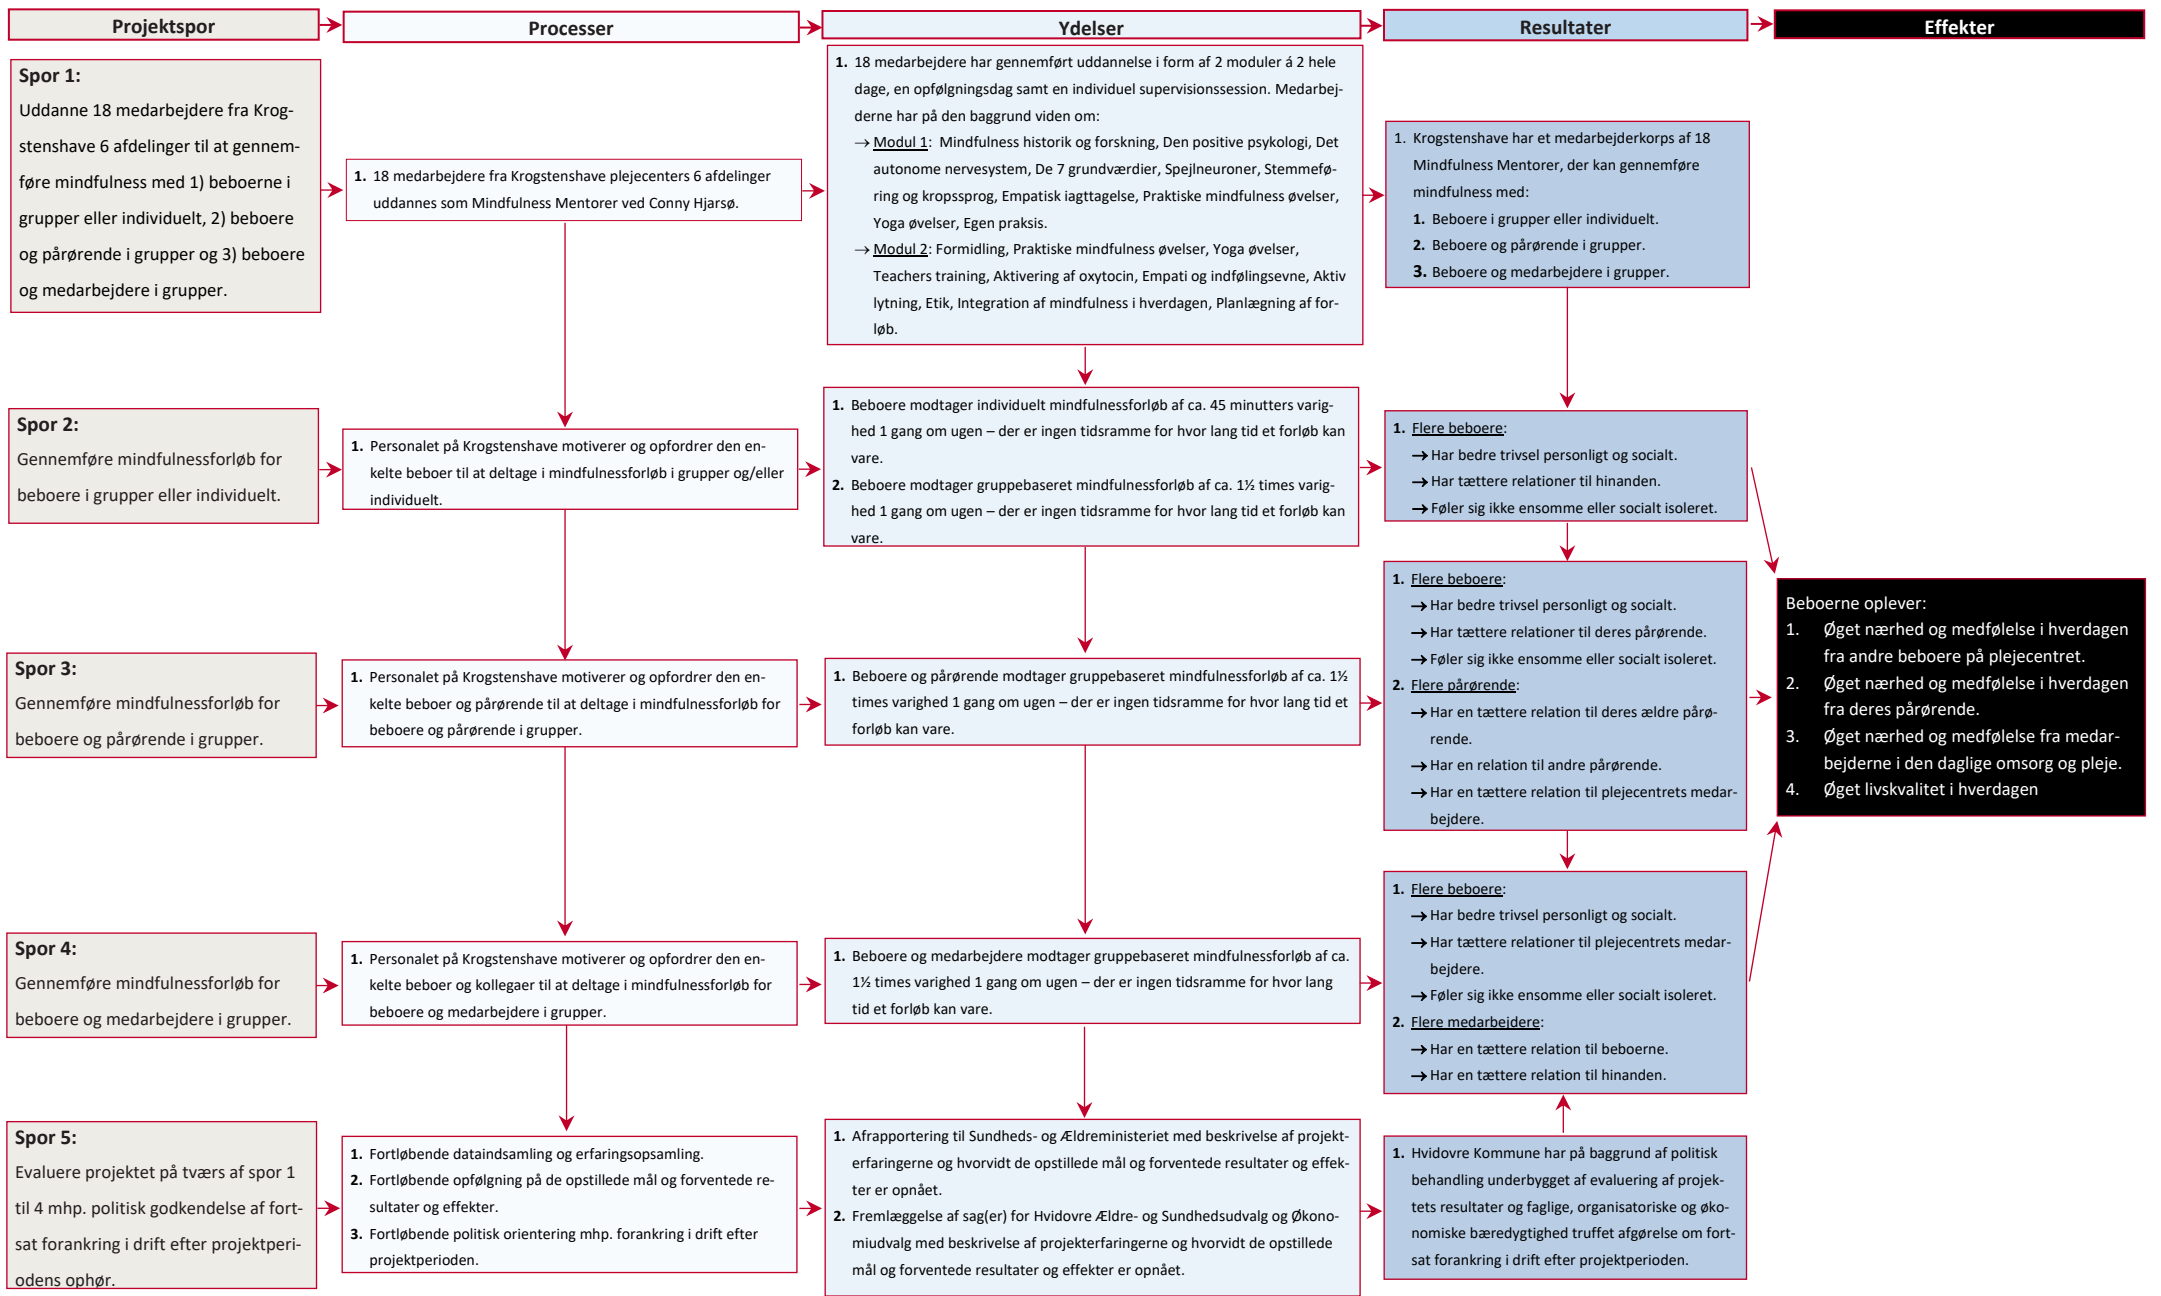 Projektspor
Processer
Ydelser
Resultater
Effekter
Spor 1:
Uddanne 18 medarbejdere fra Krog-
stenshave 6 afdelinger til at gennem-
føre mindfulness med 1) beboerne i
grupper eller individuelt, 2) beboere
og pårørende i grupper og 3) beboere
og medarbejdere i grupper.
1. 18 medarbejdere fra Krogstenshave plejecenters 6 afdelinger
uddannes som Mindfulness Mentorer ved Conny Hjarsø.
1. 18 medarbejdere har gennemført uddannelse i form af 2 moduler á 2 hele
dage, en opfølgningsdag samt en individuel supervisionssession. Medarbej-
derne har på den baggrund viden om:
→ Modul 1: Mindfulness historik og forskning, Den positive psykologi, Det
autonome nervesystem, De 7 grundværdier, Spejlneuroner, Stemmefø-
ring og kropssprog, Empatisk iagttagelse, Praktiske mindfulness øvelser,
Yoga øvelser, Egen praksis.
→ Modul 2: Formidling, Praktiske mindfulness øvelser, Yoga øvelser,
Teachers training, Aktivering af oxytocin, Empati og indfølingsevne, Aktiv
lytning, Etik, Integration af mindfulness i hverdagen, Planlægning af for-
løb.
1. Krogstenshave har et medarbejderkorps af 18
Mindfulness Mentorer, der kan gennemføre
mindfulness med:
1. Beboere i grupper eller individuelt.
2. Beboere og pårørende i grupper.
3. Beboere og medarbejdere i grupper.
Spor 2:
Gennemføre mindfulnessforløb for
beboere i grupper eller individuelt.
1. Personalet på Krogstenshave motiverer og opfordrer den en-
kelte beboer til at deltage i mindfulnessforløb i grupper og/eller
individuelt.
1. Beboere modtager individuelt mindfulnessforløb af ca. 45 minutters varig-
hed 1 gang om ugen – der er ingen tidsramme for hvor lang tid et forløb kan
vare.
2. Beboere modtager gruppebaseret mindfulnessforløb af ca. 1½ times varig-
hed 1 gang om ugen – der er ingen tidsramme for hvor lang tid et forløb kan
vare.
1. Flere beboere:
→ Har bedre trivsel personligt og socialt.
→ Har tættere relationer til hinanden.
→ Føler sig ikke ensomme eller socialt isoleret.
Spor 3:
Gennemføre mindfulnessforløb for
beboere og pårørende i grupper.
1. Personalet på Krogstenshave motiverer og opfordrer den en-
kelte beboer og pårørende til at deltage i mindfulnessforløb for
beboere og pårørende i grupper.
1. Beboere og pårørende modtager gruppebaseret mindfulnessforløb af ca. 1½
times varighed 1 gang om ugen – der er ingen tidsramme for hvor lang tid et
forløb kan vare.
1. Flere beboere:
→ Har bedre trivsel personligt og socialt.
→ Har tættere relationer til deres pårørende.
→ Føler sig ikke ensomme eller socialt isoleret.
2. Flere pårørende:
→ Har en tættere relation til deres ældre pårø-
rende.
→ Har en relation til andre pårørende.
→ Har en tættere relation til plejecentrets medar-
bejdere.
Beboerne oplever:
1. Øget nærhed og medfølelse i hverdagen
fra andre beboere på plejecentret.
2. Øget nærhed og medfølelse i hverdagen
fra deres pårørende.
3. Øget nærhed og medfølelse fra medar-
bejderne i den daglige omsorg og pleje.
4. Øget livskvalitet i hverdagen
Spor 4:
Gennemføre mindfulnessforløb for
beboere og medarbejdere i grupper.
1. Personalet på Krogstenshave motiverer og opfordrer den en-
kelte beboer og kollegaer til at deltage i mindfulnessforløb for
beboere og medarbejdere i grupper.
1. Beboere og medarbejdere modtager gruppebaseret mindfulnessforløb af ca.
1½ times varighed 1 gang om ugen – der er ingen tidsramme for hvor lang
tid et forløb kan vare.
1. Flere beboere:
→ Har bedre trivsel personligt og socialt.
→ Har tættere relationer til plejecentrets medar-
bejdere.
→ Føler sig ikke ensomme eller socialt isoleret.
2. Flere medarbejdere:
→ Har en tættere relation til beboerne.
→ Har en tættere relation til hinanden.
Spor 5:
Evaluere projektet på tværs af spor 1
til 4 mhp. politisk godkendelse af fort-
sat forankring i drift efter projektperi-
odens ophør.
1. Fortløbende dataindsamling og erfaringsopsamling.
2. Fortløbende opfølgning på de opstillede mål og forventede re-
sultater og effekter.
3. Fortløbende politisk orientering mhp. forankring i drift efter
projektperioden.
1. Afrapportering til Sundheds- og Ældreministeriet med beskrivelse af projekt-
erfaringerne og hvorvidt de opstillede mål og forventede resultater og effek-
ter er opnået.
2. Fremlæggelse af sag(er) for Hvidovre Ældre- og Sundhedsudvalg og Økono-
miudvalg med beskrivelse af projekterfaringerne og hvorvidt de opstillede
mål og forventede resultater og effekter er opnået.
1. Hvidovre Kommune har på baggrund af politisk
behandling underbygget af evaluering af projek-
tets resultater og faglige, organisatoriske og øko-
nomiske bæredygtighed truffet afgørelse om fort-
sat forankring i drift efter projektperioden.